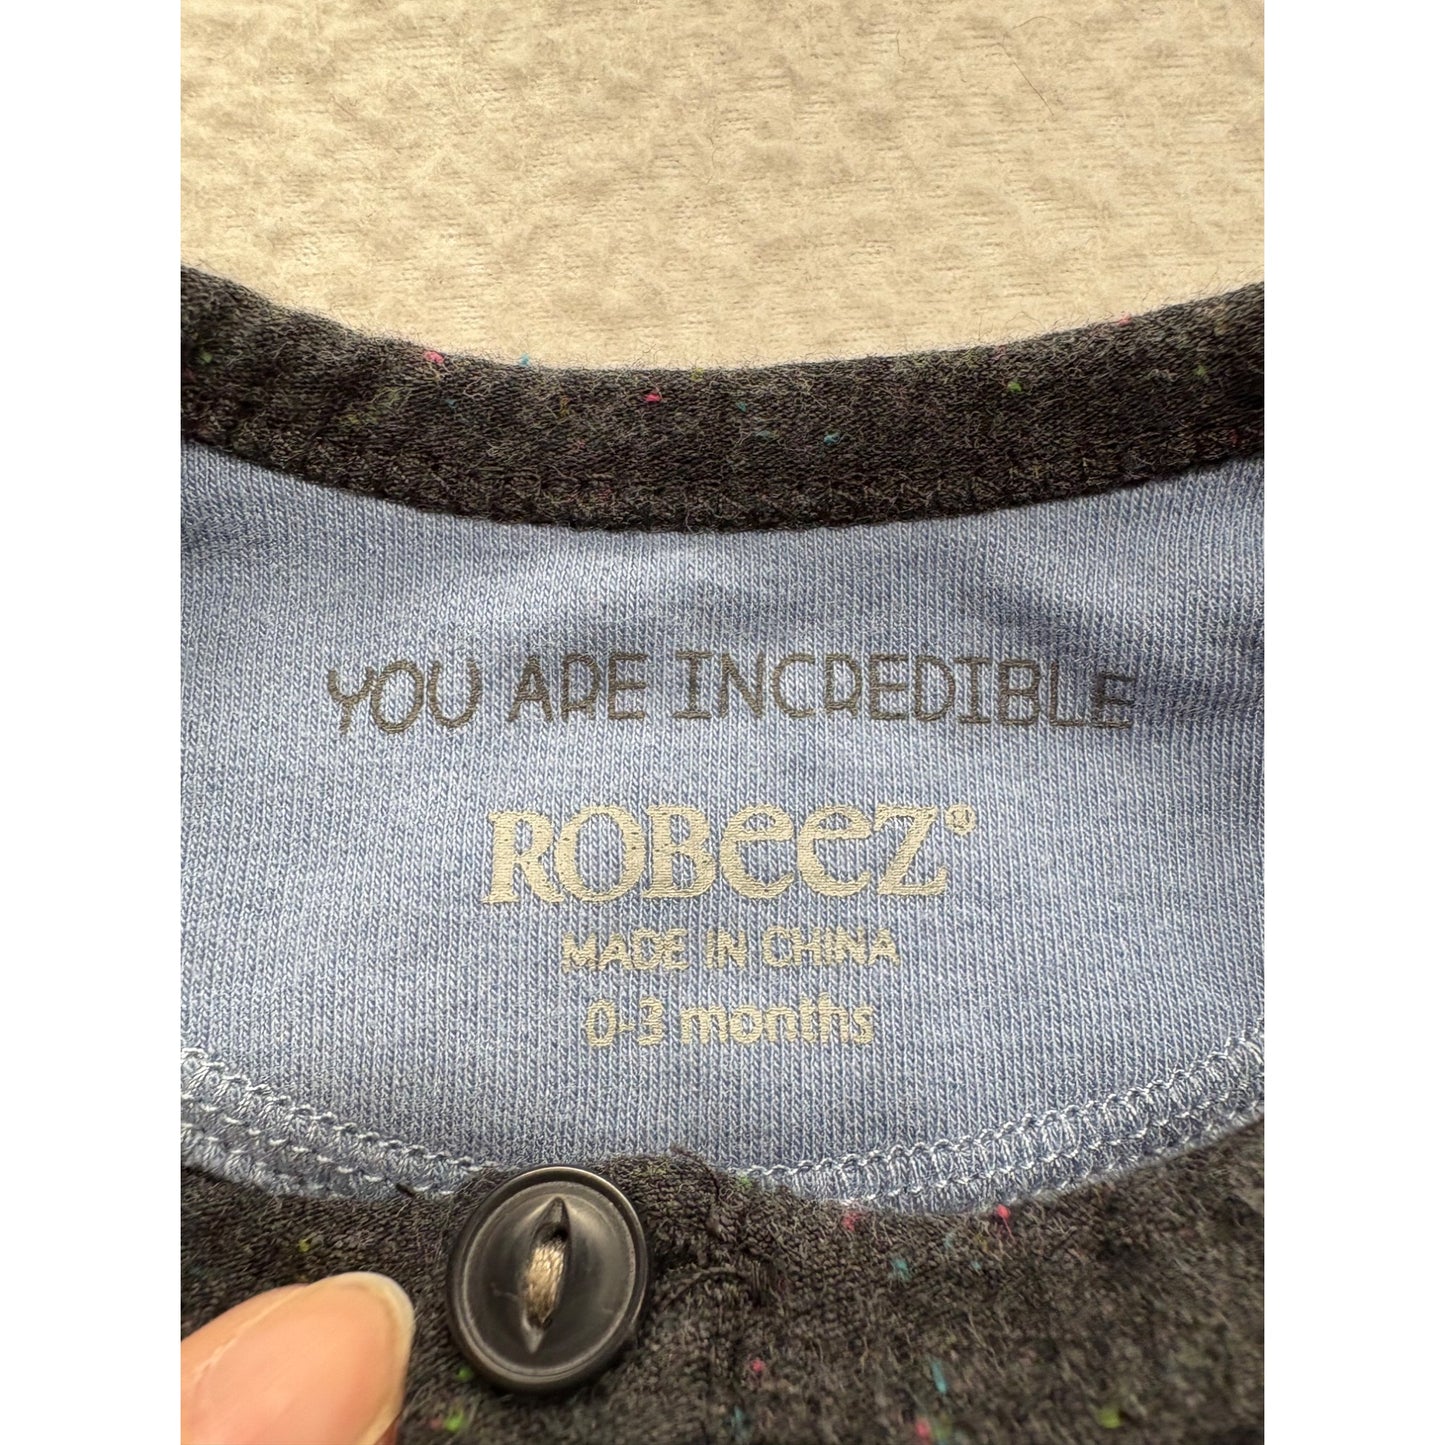 YOU ARE INCREDIBLE
ROBeeZ®
MADE IN CHINA
0-3 months